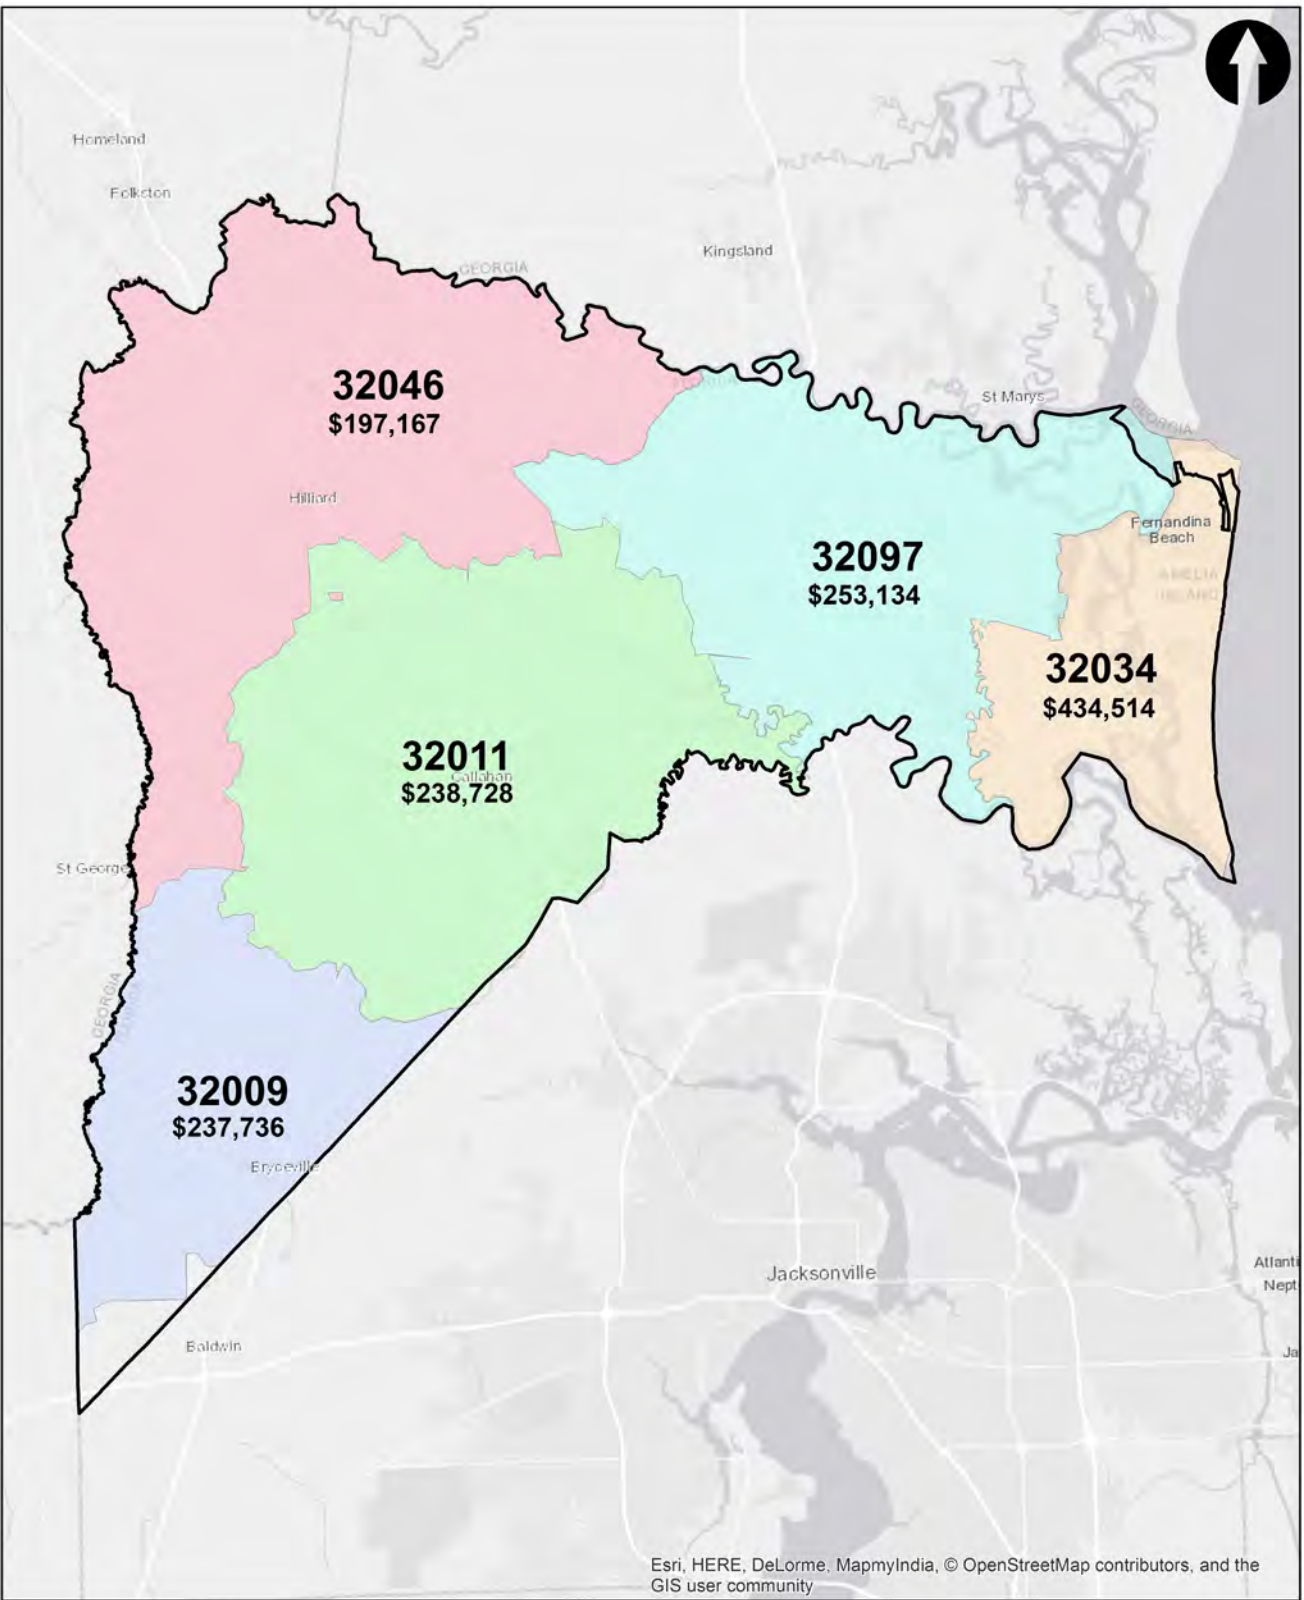 Homeland
Folkston
Kingsland
GEORGIA
32046
$197,167
FLORIDA
St Marys
GEORGIA
Hilliard
Fernandina
Beach
32097
$253,134
AMELIA
ISLAND
32034
$434,514
32011
Callahan
$238,728
St George
GEORGIA
32009
$237,736
Bryceville
Jacksonville
Atlanti
Nept
Baldwin
Ja
Esri, HERE, DeLorme, MapmyIndia, © OpenStreetMap contributors, and the
GIS user community